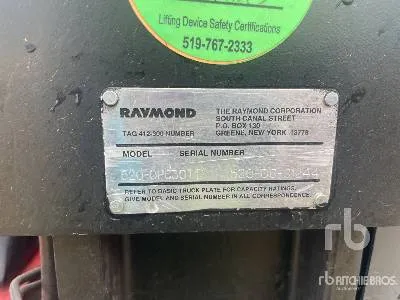 Lifting Device Safety Certifications
519-767-2333
RAYMOND
THE RAYMOND CORPORATION
SOUTH CANAL STREET
P.O. BOX 130
GREENE, NEW YORK 13778
TAG 412-300 NUMBER
MODEL SERIAL NUMBER
REFER TO BASIC TRUCK PLATE FOR CAPACITY RATINGS.
GIVE MODEL AND SERIAL NUMBER IN ALL CORRESPONDENCE.
rb
rb RITCHIE BROS.
Auctioneers